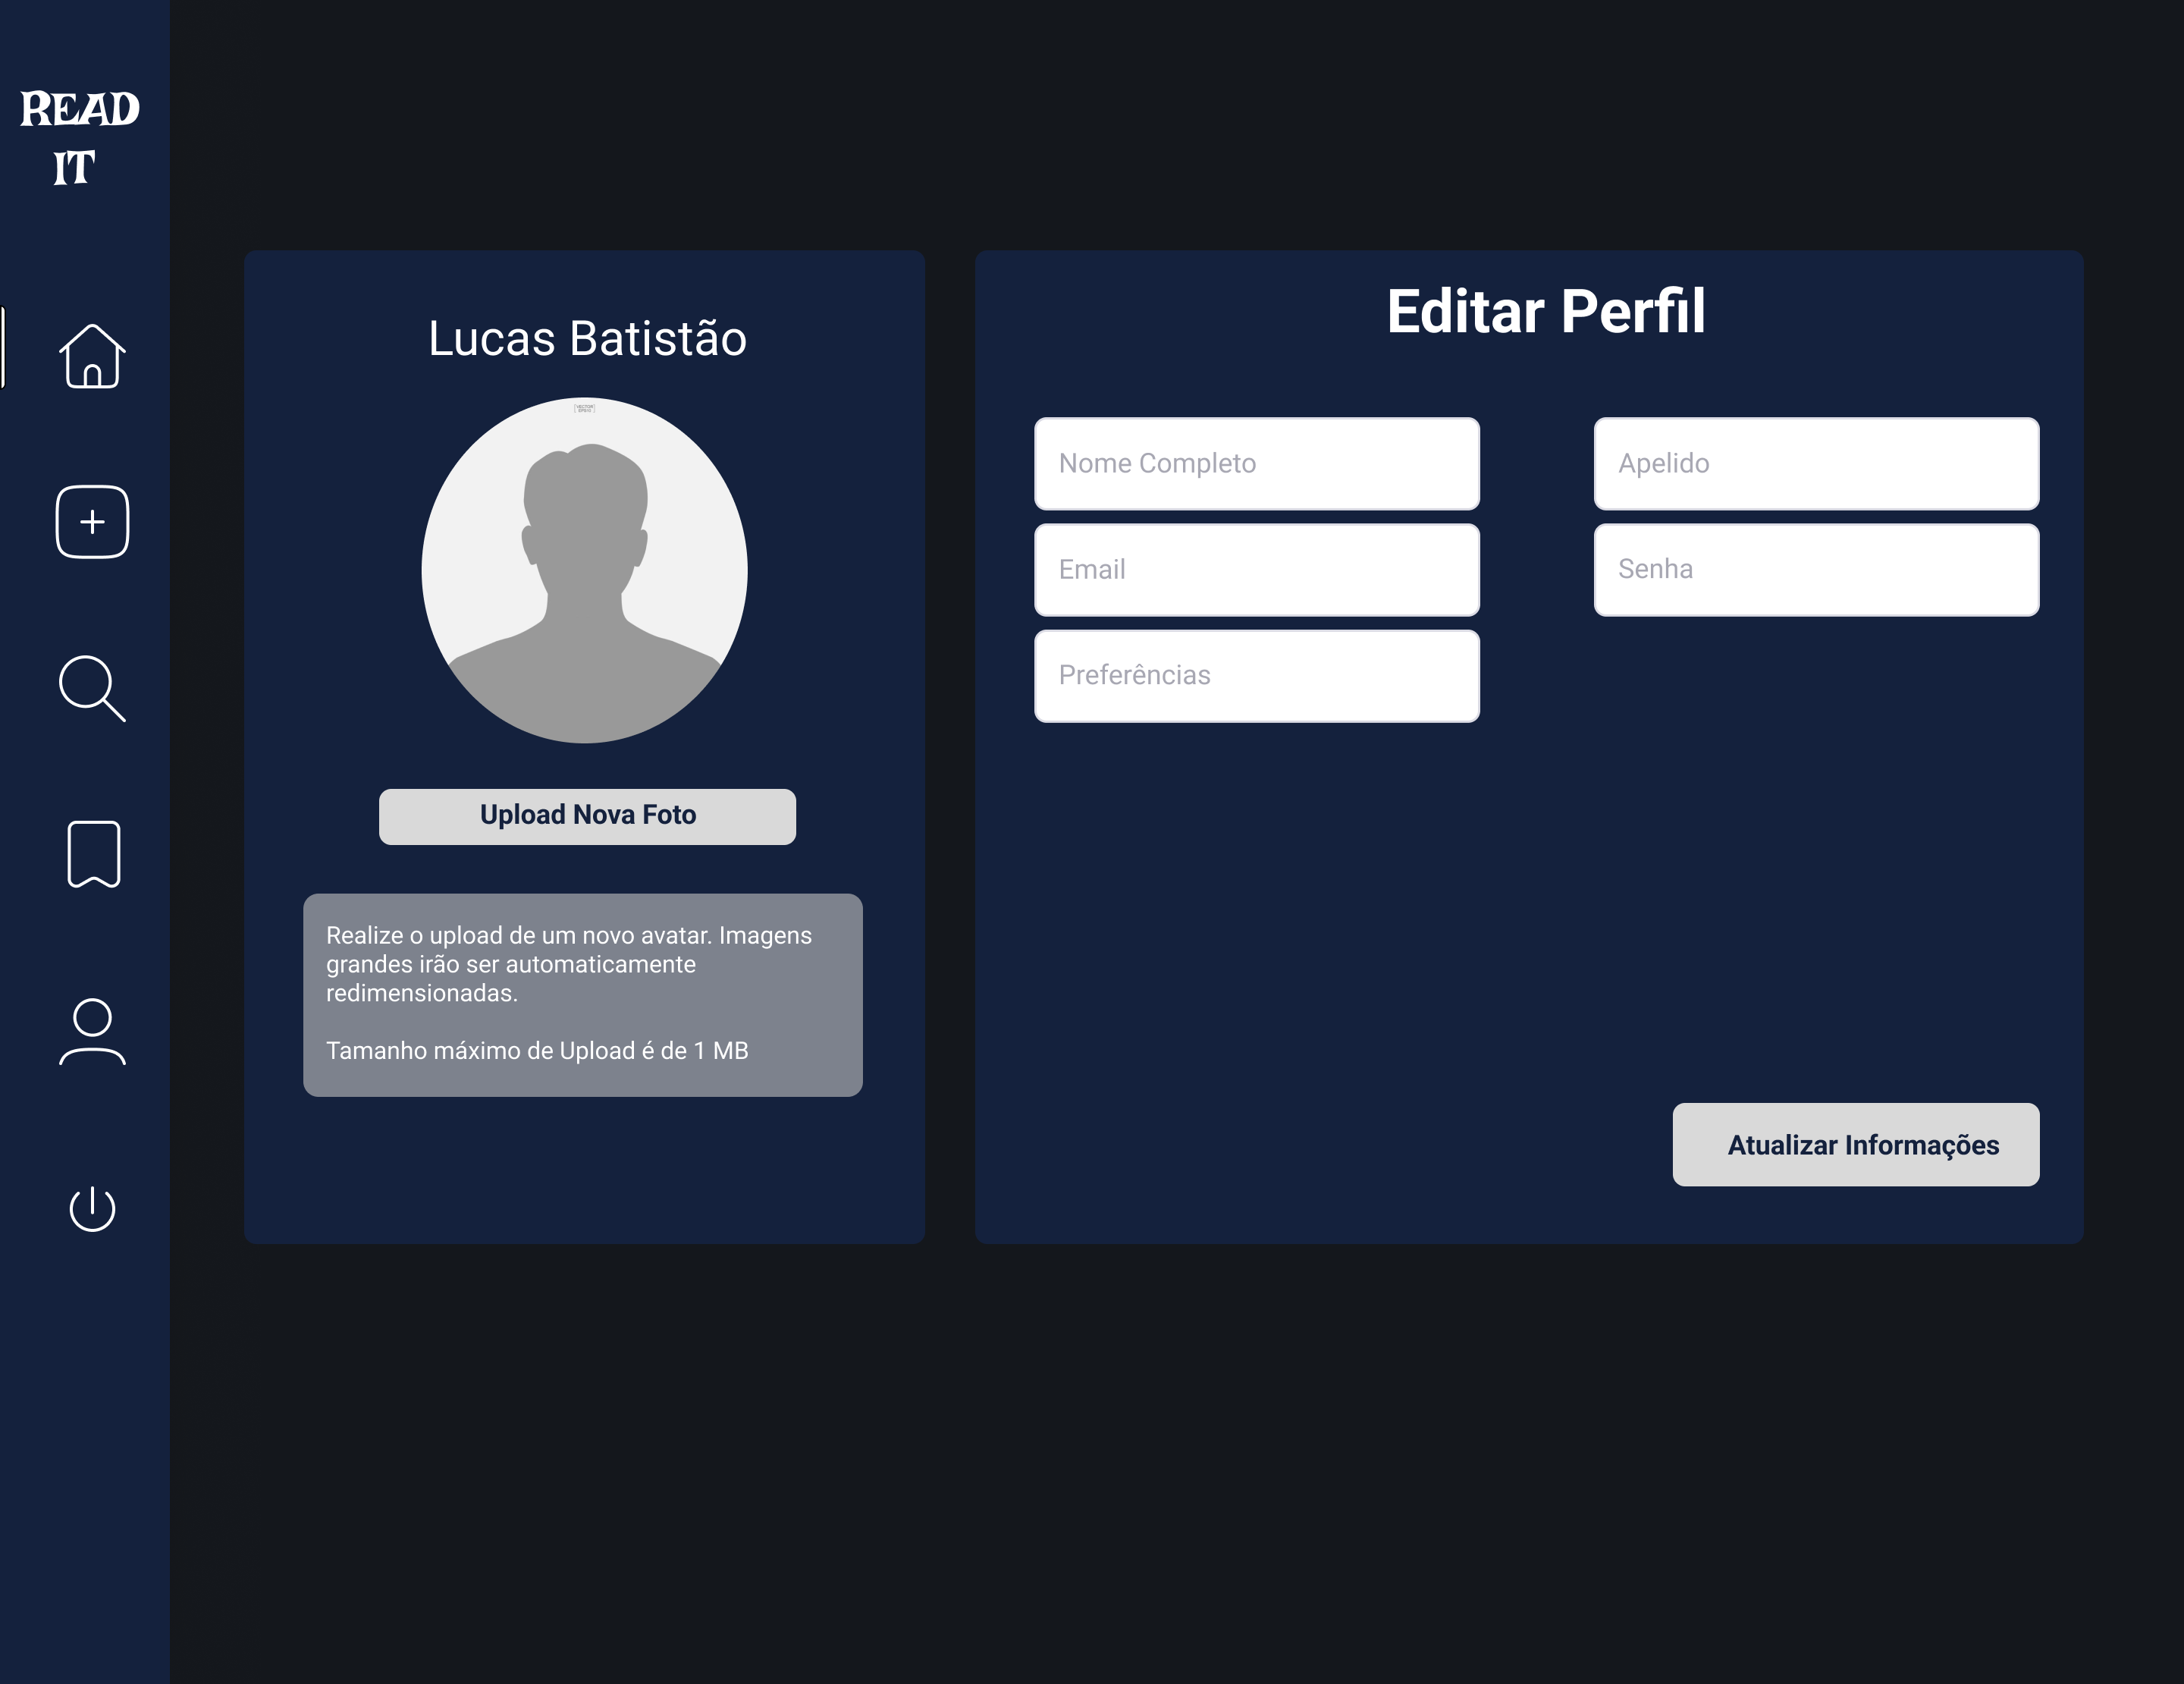 READ
IT
Lucas Batistão
VECTOR
Upload Nova Foto
Realize o upload de um novo avatar. Imagens
grandes irão ser automaticamente
redimensionadas.
Tamanho máximo de Upload é de 1 MB
Editar Perfil
Nome Completo
Apelido
Email
Senha
Preferências
Atualizar Informações